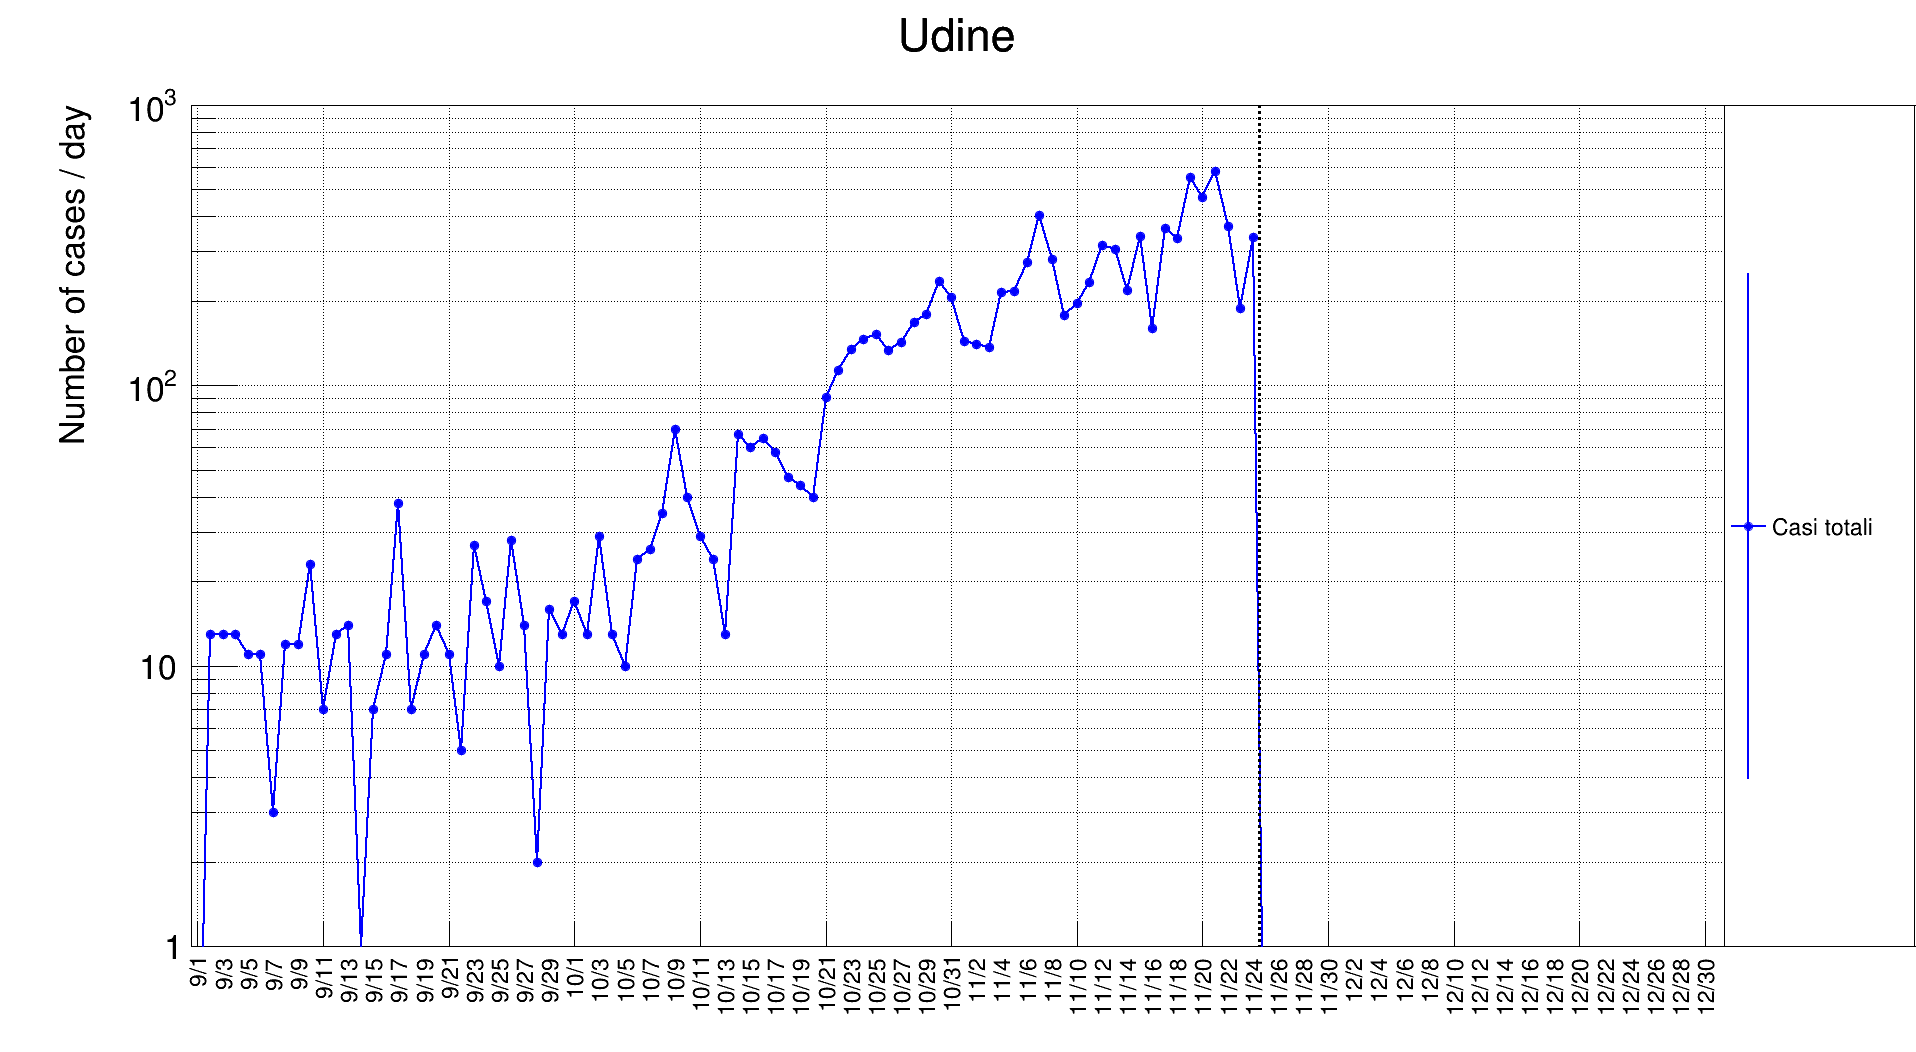 Udine
Number of cases / day
10³
10²
10
1
9/1 9/3 9/5 9/7 9/9 9/11 9/13 9/15 9/17 9/19 9/21 9/23 9/25 9/27 9/29 10/1 10/3 10/5 10/7 10/9 10/11 10/13 10/15 10/17 10/19 10/21 10/23 10/25 10/27 10/29 10/31 11/2 11/4 11/6 11/8 11/10 11/12 11/14 11/16 11/18 11/20 11/22 11/24 11/26 11/28 11/30 12/2 12/4 12/6 12/8 12/10 12/12 12/14 12/16 12/18 12/20 12/22 12/24 12/26 12/28 12/30
Casi totali